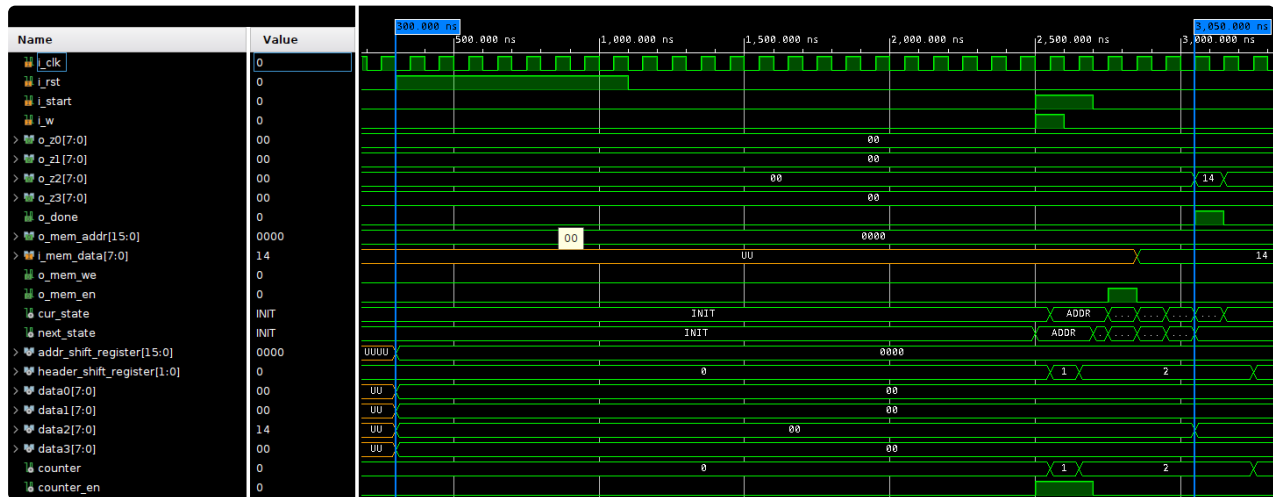 300.000 ns 3,050.000 ns
Name Value 500.000 ns 1,000.000 ns 1,500.000 ns 2,000.000 ns 2,500.000 ns 3,000.000 ns
i_clk 0
i_rst 0
i_start 0
i_w 0
o_z0[7:0] 00 00
o_z1[7:0] 00 00
o_z2[7:0] 00 00 14
o_z3[7:0] 00 00
o_done 0
o_mem_addr[15:0] 0000 00 0000
i_mem_data[7:0] 14 UU 14
o_mem_we 0
o_mem_en 0
cur_state INIT INIT ADDR ... ... ... ...
next_state INIT INIT ADDR . ... ...
addr_shift_register[15:0] 0000 UUUU 0000
header_shift_register[1:0] 0 0 1 2
data0[7:0] 00 UU 00
data1[7:0] 00 UU 00
data2[7:0] 14 UU 00
data3[7:0] 00 UU 00
counter 0 0 1 2
counter_en 0